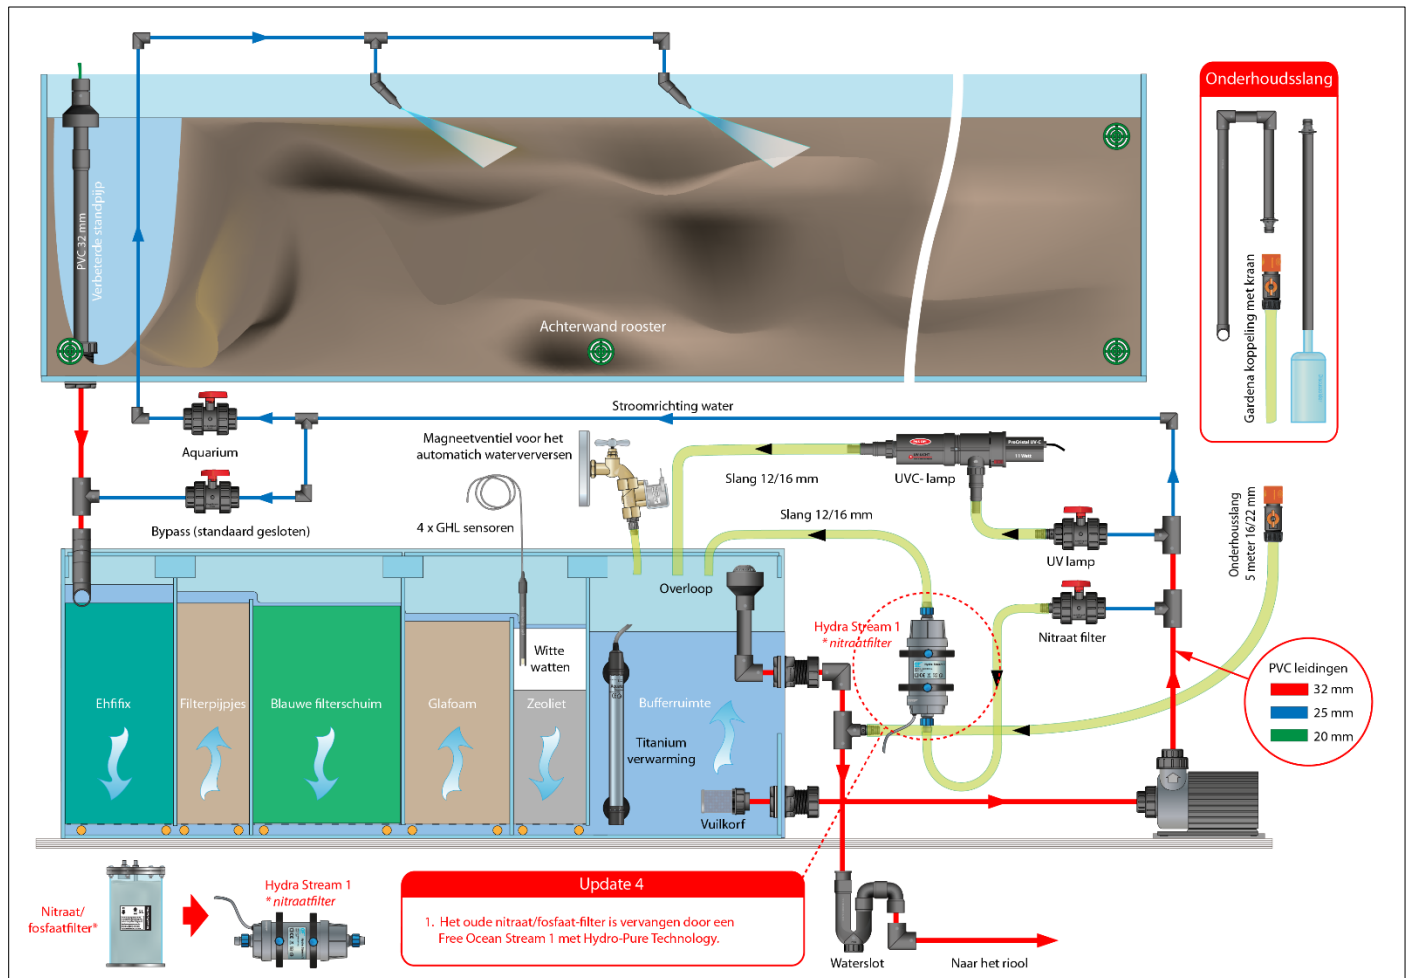 Onderhoudsslang
PVC 32 mm
Verbeterde standpijp
Gardena koppeling met kraan
Achterwand rooster
Stroomrichting water
Aquarium
Magneetventiel voor het
automatich waterverversen
Slang 12/16 mm
UVC- lamp
11 Watt
Bypass (standaard gesloten)
4 x GHL sensoren
Slang 12/16 mm
UV lamp
Onderhousslang
5 meter 16/22 mm
Overloop
Hydra Stream 1
* nitraatfilter
Nitraat filter
Witte
watten
PVC leidingen
32 mm
25 mm
20 mm
Ehfifix
Filterpijpjes
Blauwe filterschuim
Glafoam
Zeoliet
Bufferruimte
Titanium
verwarming
Vuilkorf
Nitraat/
fosfaatfilter*
Hydra Stream 1
* nitraatfilter
Update 4
1. Het oude nitraat/fosfaat-filter is vervangen door een
Free Ocean Stream 1 met Hydro-Pure Technology.
Waterslot
Naar het riool